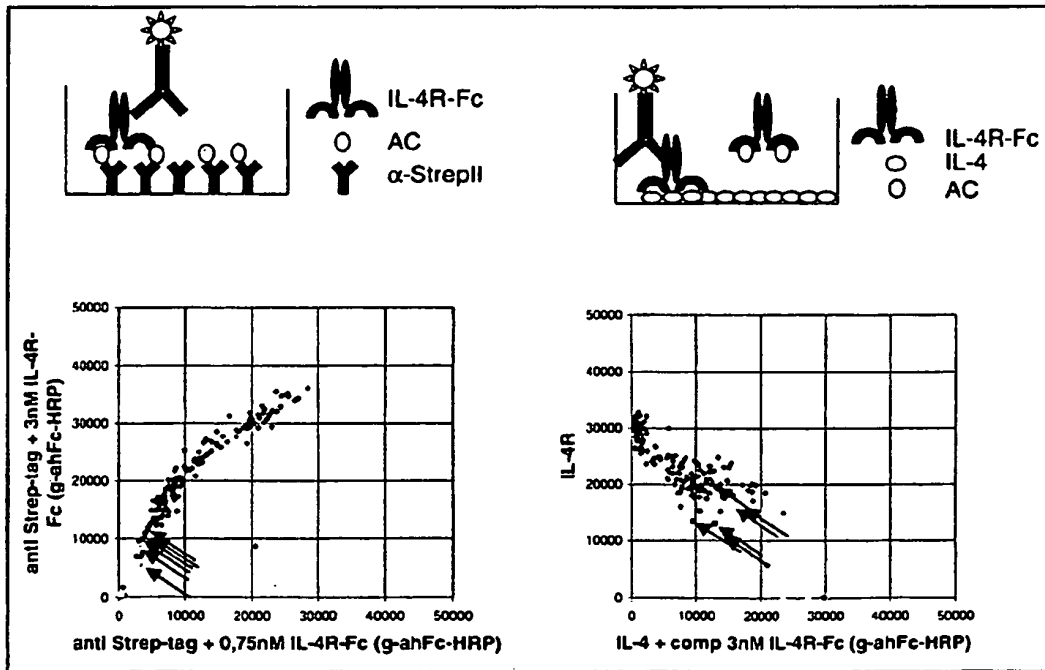 IL-4R-Fc
AC
α-StrepII
IL-4R-Fc
IL-4
AC
anti Strep-tag + 3nM IL-4R-
Fc (g-ahFc-HRP)
50000
40000
30000
20000
10000
0
0 10000 20000 30000 40000 50000
anti Strep-tag + 0,75nM IL-4R-Fc (g-ahFc-HRP)
IL-4R
50000
40000
30000
20000
10000
0
0 10000 20000 30000 40000 50000
IL-4 + comp 3nM IL-4R-Fc (g-ahFc-HRP)